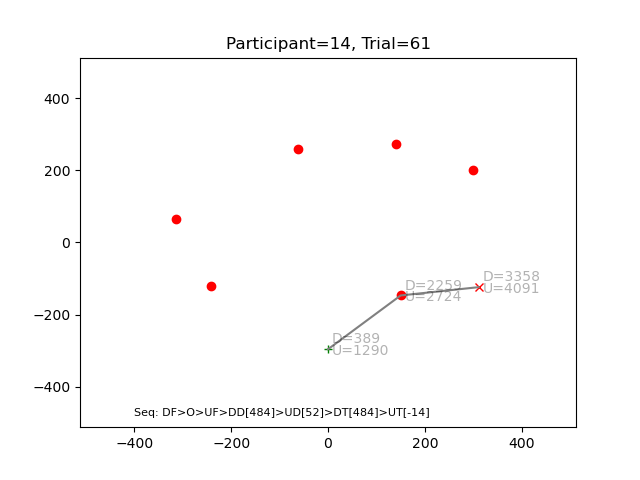 Participant=14, Trial=61
400
200
0
−200
−400
D=3358
U=4091
D=2259
U=2724
D=389
U=1290
Seq: DF>O>UF>DD[484]>UD[52]>DT[484]>UT[-14]
−400 −200 0 200 400